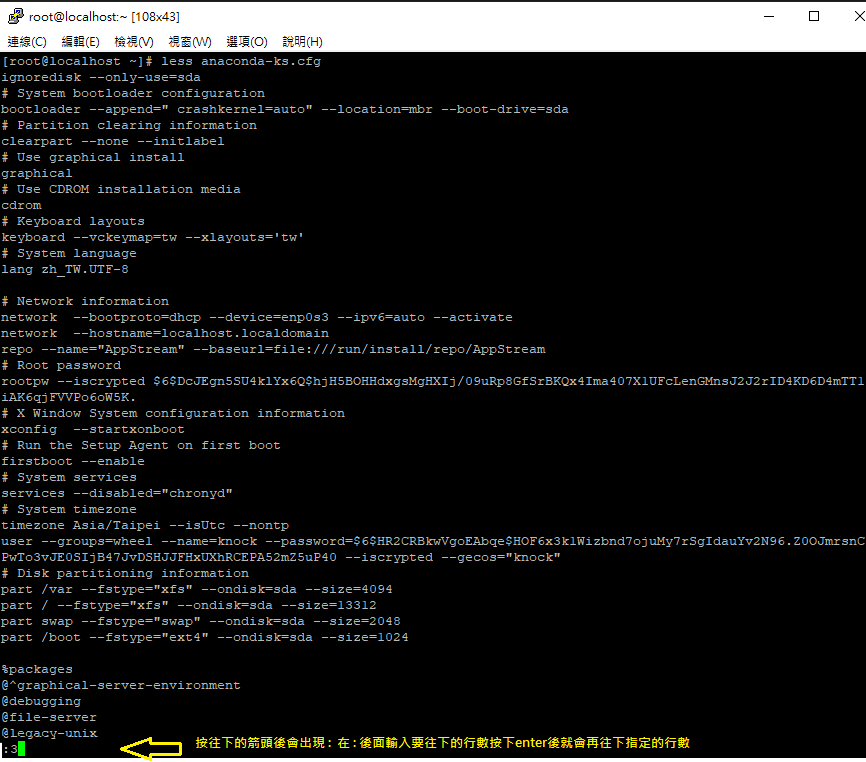 root@localhost:~ [108x43]
連線(C) 編輯(E) 檢視(V) 視窗(W) 選項(O) 說明(H)
[root@localhost ~]# less anaconda-ks.cfg
ignoredisk --only-use=sda
# System bootloader configuration
bootloader --append=" crashkernel=auto" --location=mbr --boot-drive=sda
# Partition clearing information
clearpart --none --initlabel
# Use graphical install
graphical
# Use CDROM installation media
cdrom
# Keyboard layouts
keyboard --vckeymap=tw --xlayouts='tw'
# System language
lang zh_TW.UTF-8

# Network information
network  --bootproto=dhcp --device=enp0s3 --ipv6=auto --activate
network  --hostname=localhost.localdomain
repo --name="AppStream" --baseurl=file:///run/install/repo/AppStream
# Root password
rootpw --iscrypted $6$DcJEgn5SU4klYx6Q$hjH5BOHHdxgsMgHXIj/09uRp8GfSrBKQx4Ima407X1UFcLenGMnsJ2J2rID4KD6D4mTT1
iAK6qjFVVPo6oW5K.
# X Window System configuration information
xconfig  --startxonboot
# Run the Setup Agent on first boot
firstboot --enable
# System services
services --disabled="chronyd"
# System timezone
timezone Asia/Taipei --isUtc --nontp
user --groups=wheel --name=knock --password=$6$HR2CRBkwVgoEAbqe$HOF6x3klWizbnd7ojuMy7rSgIdauYv2N96.Z0OJmrsnC
PwTo3vJE0SIjB47JvDSHJJFHxUXhRCEPA52mZ5uP40 --iscrypted --gecos="knock"
# Disk partitioning information
part /var --fstype="xfs" --ondisk=sda --size=4094
part / --fstype="xfs" --ondisk=sda --size=13312
part swap --fstype="swap" --ondisk=sda --size=2048
part /boot --fstype="ext4" --ondisk=sda --size=1024

%packages
@^graphical-server-environment
@debugging
@file-server
@legacy-unix
:3
按往下的箭頭後會出現：在：後面輸入要往下的行數按下enter後就會再往下指定的行數